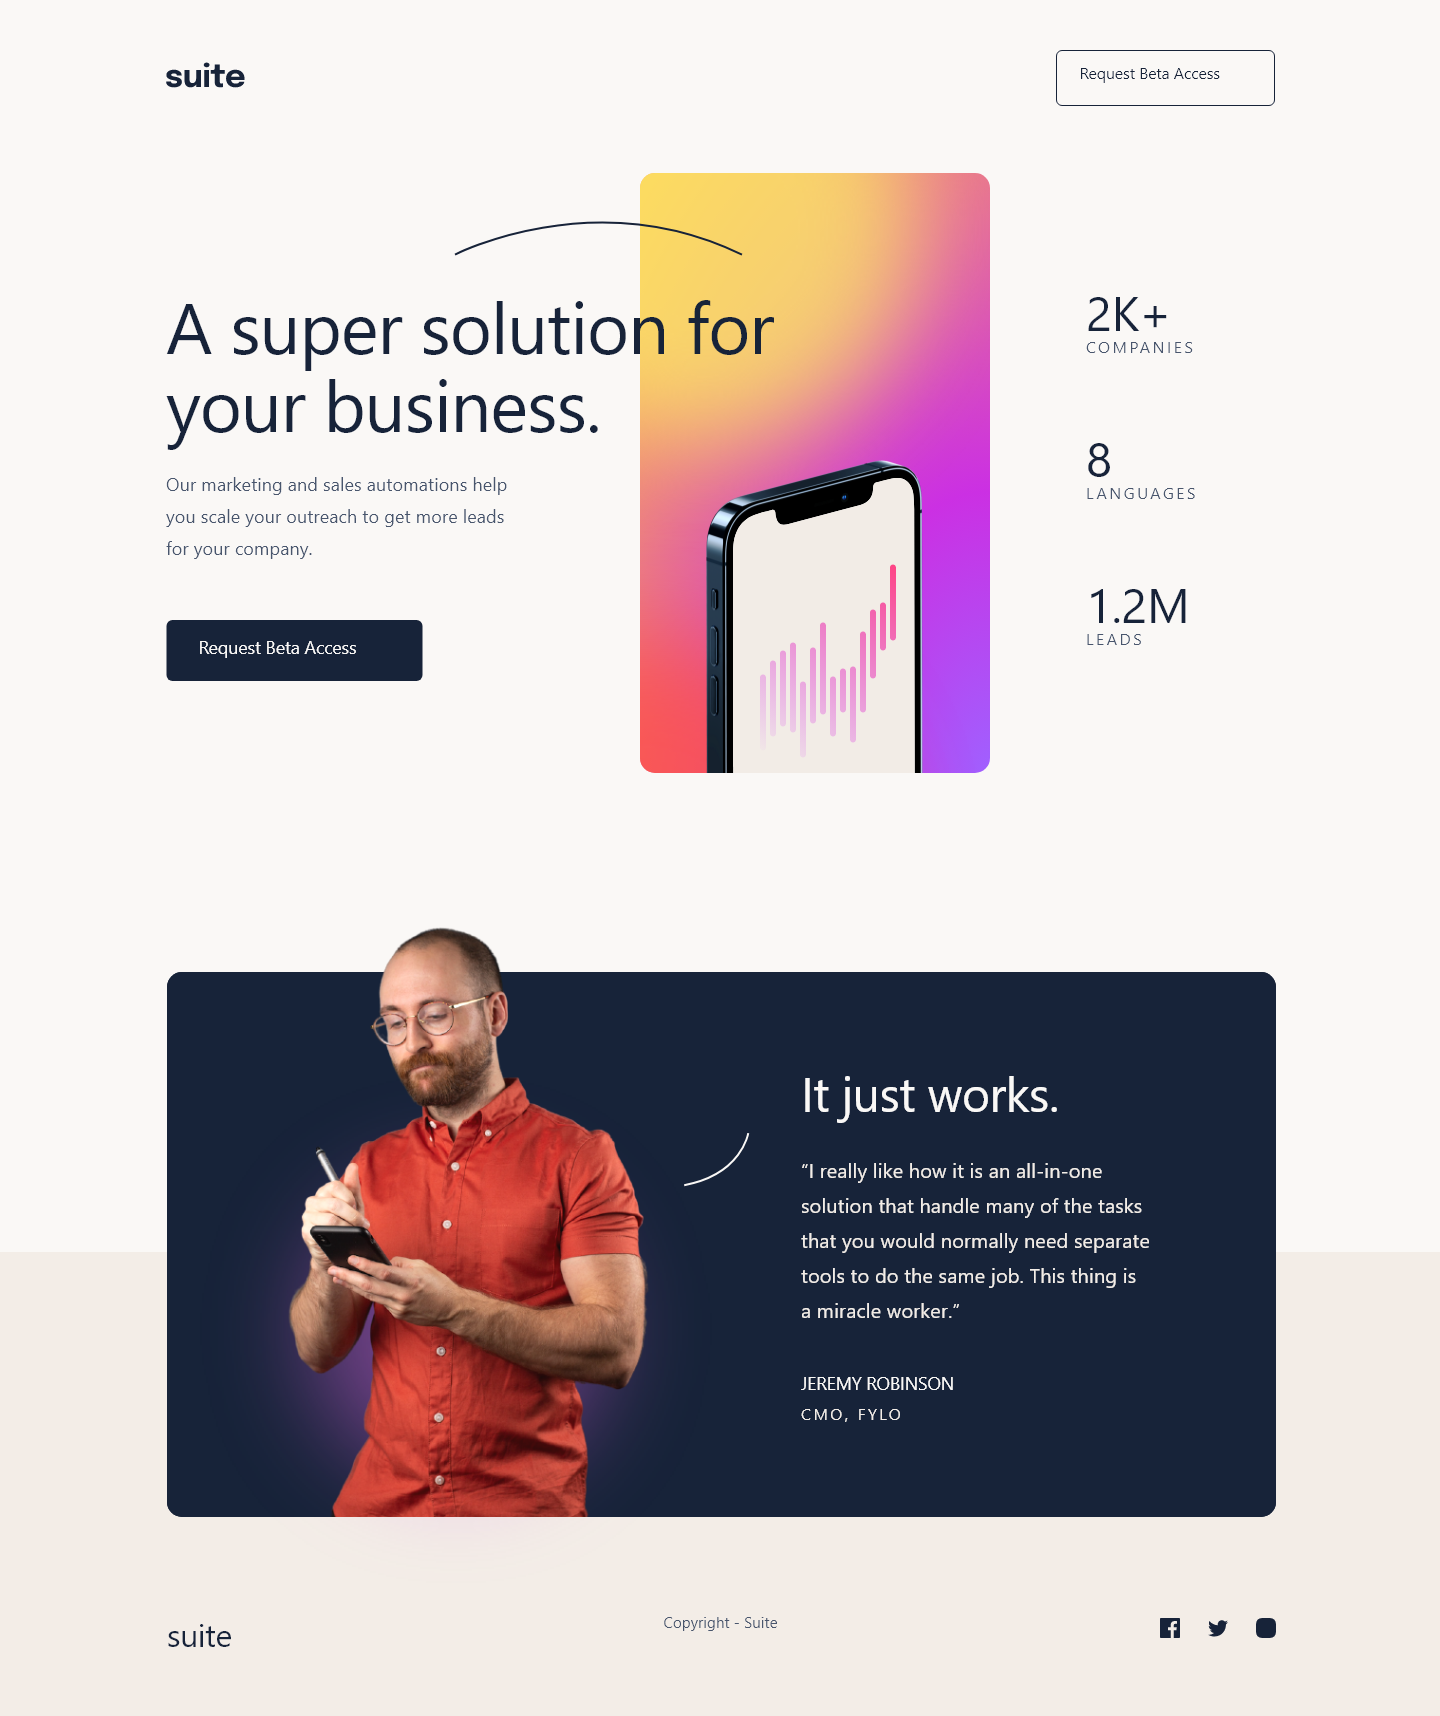 suite
Request Beta Access
A super solution for
your business.
Our marketing and sales automations help
you scale your outreach to get more leads
for your company.
Request Beta Access
2K+
COMPANIES
8
LANGUAGES
1.2M
LEADS
It just works.
“I really like how it is an all-in-one
solution that handle many of the tasks
that you would normally need separate
tools to do the same job. This thing is
a miracle worker.”
JEREMY ROBINSON
CMO, FYLO
suite
Copyright - Suite